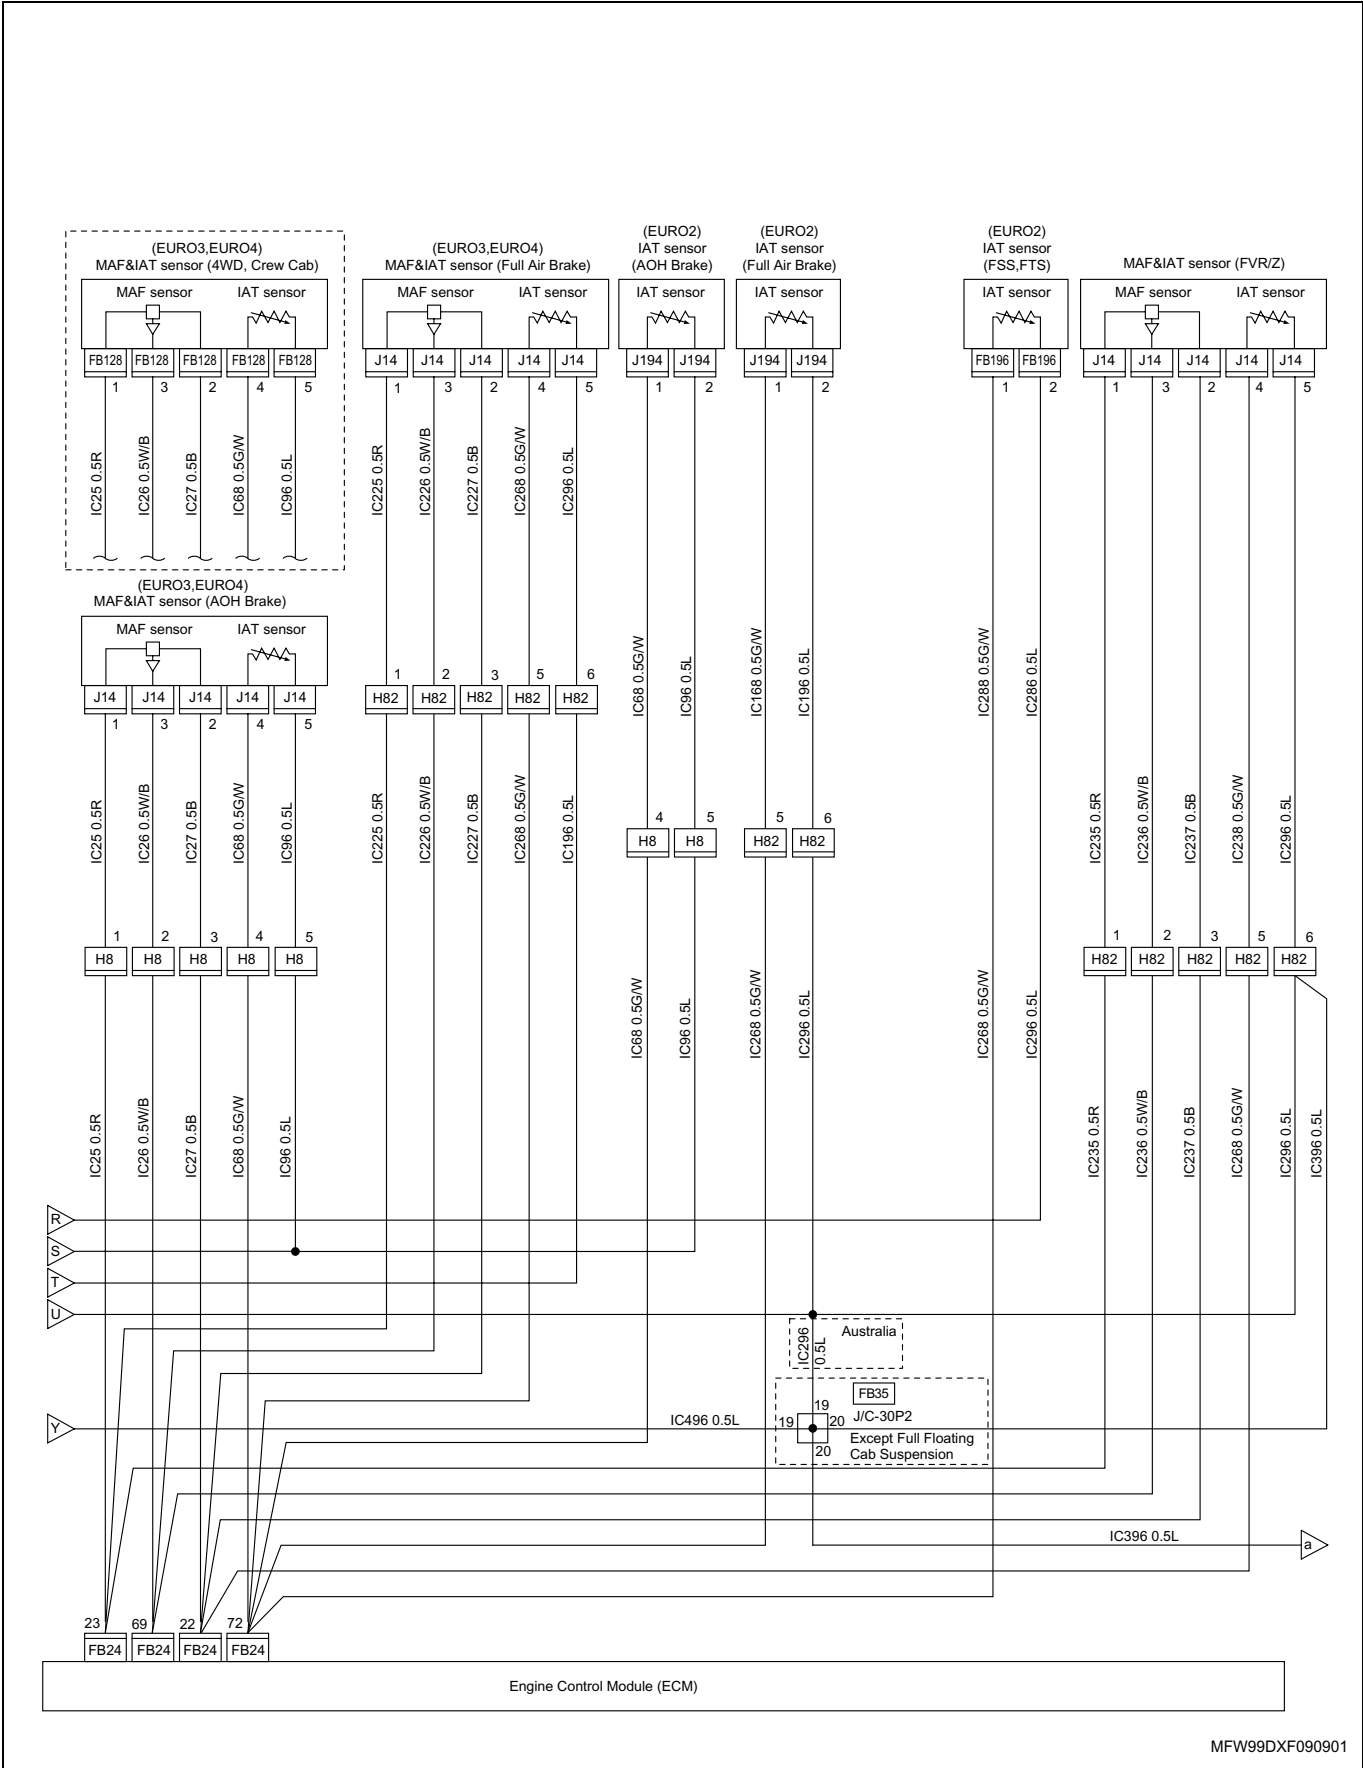 (EURO3,EURO4)
MAF&IAT sensor (4WD, Crew Cab)
MAF sensor IAT sensor
FB128 FB128 FB128 FB128 FB128
1 3 2 4 5
IC25 0.5R
IC26 0.5W/B
IC27 0.5B
IC68 0.5G/W
IC96 0.5L
(EURO3,EURO4)
MAF&IAT sensor (Full Air Brake)
MAF sensor IAT sensor
J14 J14 J14 J14 J14
1 3 2 4 5
IC225 0.5R
IC226 0.5W/B
IC227 0.5B
IC268 0.5G/W
IC296 0.5L
1 2 3 5 6
H82 H82 H82 H82 H82
IC225 0.5R
IC226 0.5W/B
IC227 0.5B
IC268 0.5G/W
IC196 0.5L
(EURO2)
IAT sensor
(AOH Brake)
IAT sensor
J194 J194
1 2
IC68 0.5G/W
IC96 0.5L
4 5
H8 H8
IC68 0.5G/W
IC96 0.5L
(EURO2)
IAT sensor
(Full Air Brake)
IAT sensor
J194 J194
1 2
IC168 0.5G/W
IC196 0.5L
5 6
H82 H82
IC268 0.5G/W
IC296 0.5L
(EURO2)
IAT sensor
(FSS,FTS)
IAT sensor
FB196 FB196
1 2
IC288 0.5G/W
IC286 0.5L
IC268 0.5G/W
IC296 0.5L
MAF&IAT sensor (FVR/Z)
MAF sensor IAT sensor
J14 J14 J14 J14 J14
1 3 2 4 5
IC235 0.5R
IC236 0.5W/B
IC237 0.5B
IC238 0.5G/W
IC296 0.5L
1 2 3 5 6
H82 H82 H82 H82 H82
IC235 0.5R
IC236 0.5W/B
IC237 0.5B
IC268 0.5G/W
IC296 0.5L
IC396 0.5L
(EURO3,EURO4)
MAF&IAT sensor (AOH Brake)
MAF sensor IAT sensor
J14 J14 J14 J14 J14
1 3 2 4 5
IC25 0.5R
IC26 0.5W/B
IC27 0.5B
IC68 0.5G/W
IC96 0.5L
1 2 3 4 5
H8 H8 H8 H8 H8
IC25 0.5R
IC26 0.5W/B
IC27 0.5B
IC68 0.5G/W
IC96 0.5L
R
S
T
U
IC296
0.5L
Australia
FB35
J/C-30P2
19
19 20
20
Except Full Floating
Cab Suspension
Y
IC496 0.5L
IC396 0.5L
a
23 69 22 72
FB24 FB24 FB24 FB24
Engine Control Module (ECM)
MFW99DXF090901